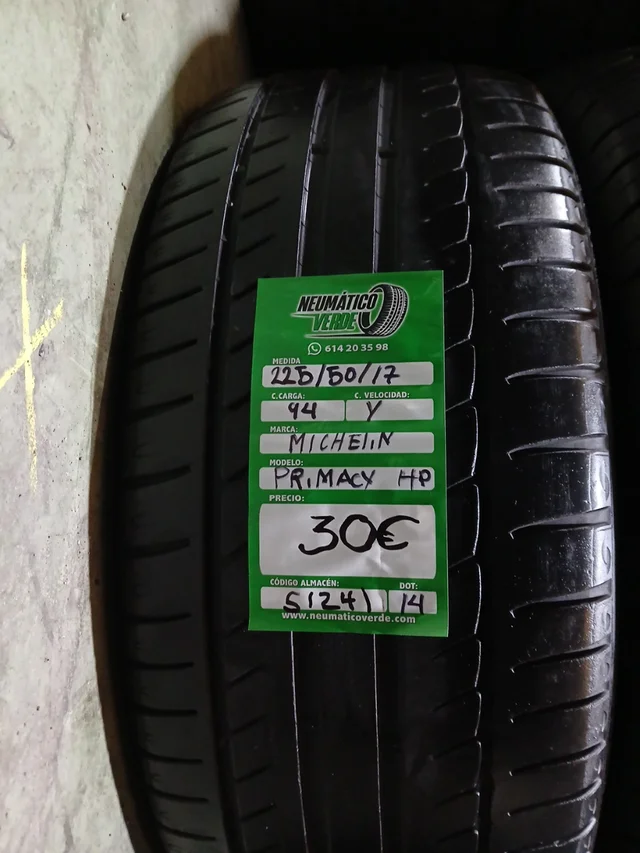 NEUMÁTICO
VERDE
614 20 35 98
MEDIDA
225/50/17
C.CARGA: C. VELOCIDAD:
94 Y
MARCA:
MICHELIN
MODELO:
PRIMACY HP
PRECIO:
30€
CÓDIGO ALMACÉN: DOT:
S1241 14
www.neumaticoverde.com